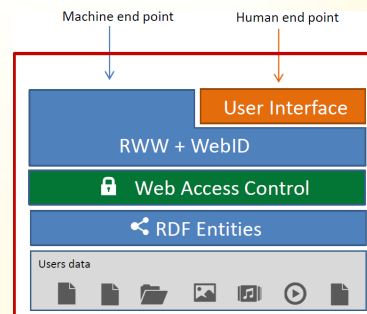 Machine end point
Human end point
User Interface
RWW + WebID
Web Access Control
RDF Entities
Users data